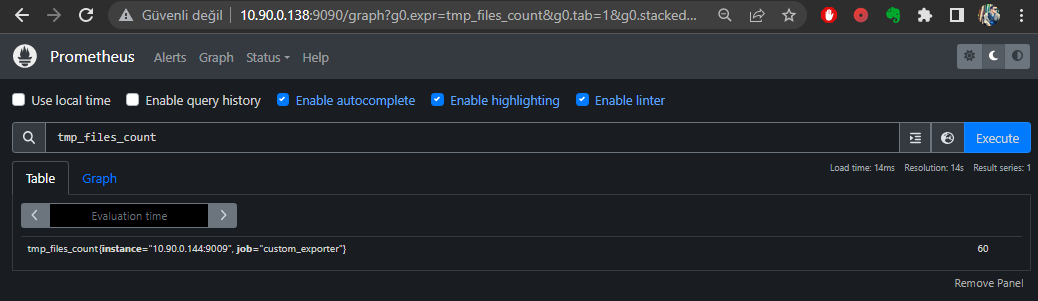 Güvenli değil 10.90.0.138:9090/graph?g0.expr=tmp_files_count&g0.tab=1&g0.stacked...
Prometheus Alerts Graph Status Help
Use local time Enable query history Enable autocomplete Enable highlighting Enable linter
tmp_files_count Execute
Load time: 14ms Resolution: 14s Result series: 1
Table Graph
Evaluation time
tmp_files_count{instance="10.90.0.144:9009", job="custom_exporter"} 60
Remove Panel